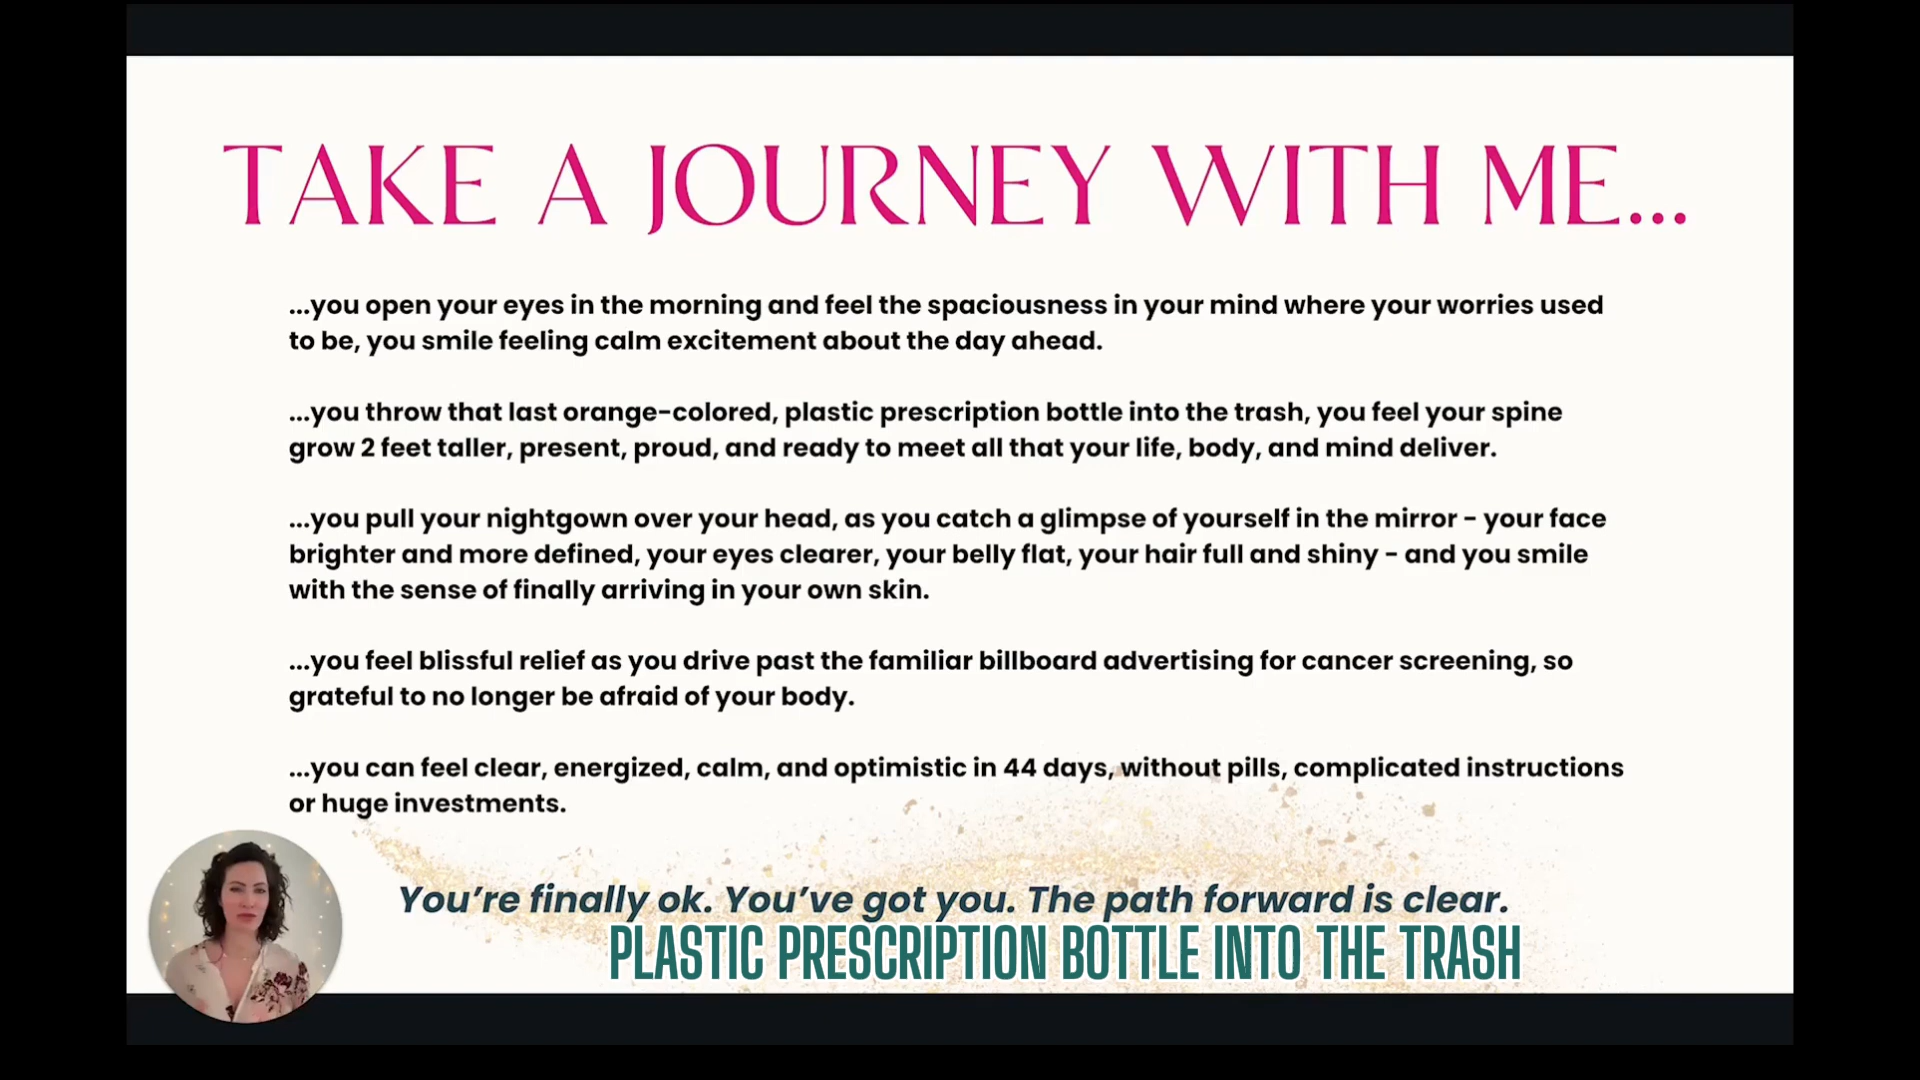 TAKE A JOURNEY WITH ME...
...you open your eyes in the morning and feel the spaciousness in your mind where your worries used
to be, you smile feeling calm excitement about the day ahead.
...you throw that last orange-colored, plastic prescription bottle into the trash, you feel your spine
grow 2 feet taller, present, proud, and ready to meet all that your life, body, and mind deliver.
...you pull your nightgown over your head, as you catch a glimpse of yourself in the mirror - your face
brighter and more defined, your eyes clearer, your belly flat, your hair full and shiny - and you smile
with the sense of finally arriving in your own skin.
...you feel blissful relief as you drive past the familiar billboard advertising for cancer screening, so
grateful to no longer be afraid of your body.
...you can feel clear, energized, calm, and optimistic in 44 days, without pills, complicated instructions
or huge investments.
You're finally ok. You've got you. The path forward is clear.
PLASTIC PRESCRIPTION BOTTLE INTO THE TRASH